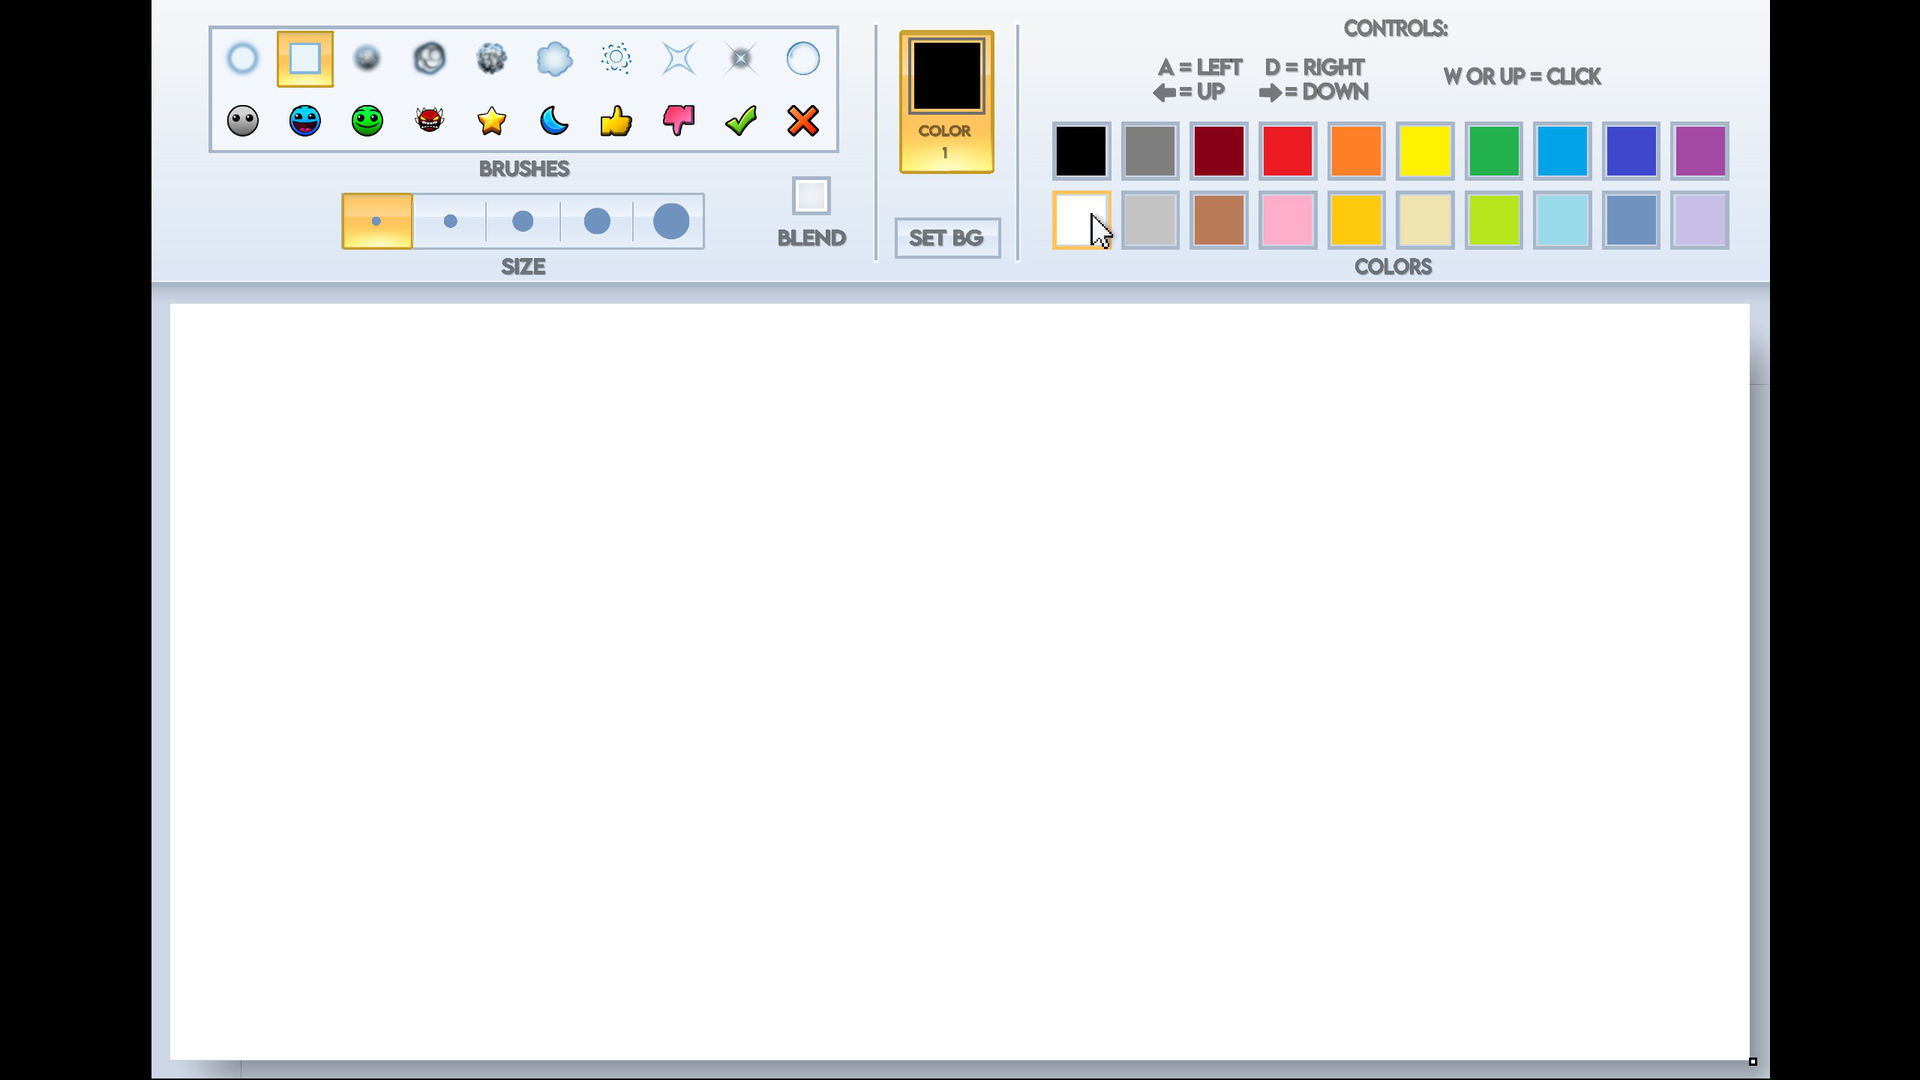 CONTROLS:
A = LEFT D = RIGHT
W OR UP = CLICK
= UP = DOWN
COLOR
1
BRUSHES
BLEND
SET BG
SIZE
COLORS